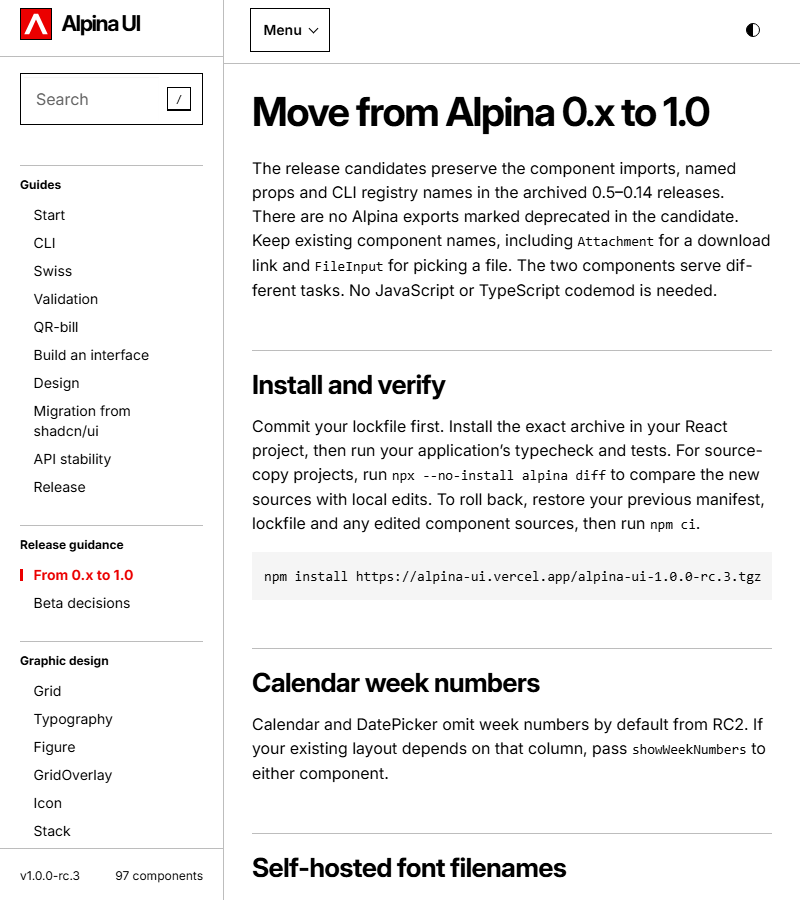 Alpina UI
Search
/
Guides
Start
CLI
Swiss
Validation
QR-bill
Build an interface
Design
Migration from
shadcn/ui
API stability
Release
Release guidance
From 0.x to 1.0
Beta decisions
Graphic design
Grid
Typography
Figure
GridOverlay
Icon
Stack
v1.0.0-rc.3
97 components
Menu
Move from Alpina 0.x to 1.0
The release candidates preserve the component imports, named
props and CLI registry names in the archived 0.5–0.14 releases.
There are no Alpina exports marked deprecated in the candidate.
Keep existing component names, including Attachment for a download
link and FileInput for picking a file. The two components serve dif-
ferent tasks. No JavaScript or TypeScript codemod is needed.
Install and verify
Commit your lockfile first. Install the exact archive in your React
project, then run your application’s typecheck and tests. For source-
copy projects, run npx --no-install alpina diff to compare the new
sources with local edits. To roll back, restore your previous manifest,
lockfile and any edited component sources, then run npm ci.
npm install https://alpina-ui.vercel.app/alpina-ui-1.0.0-rc.3.tgz
Calendar week numbers
Calendar and DatePicker omit week numbers by default from RC2. If
your existing layout depends on that column, pass showWeekNumbers to
either component.
Self-hosted font filenames